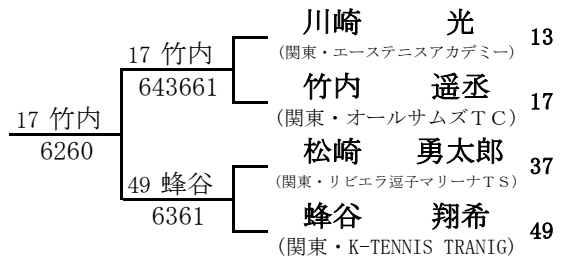 川崎 光 13
(関東・エーステニスアカデミー)
17 竹内
643661
竹内 遥丞 17
(関東・オールサムズTC)
17 竹内
6260
松崎 勇太郎 37
(関東・リビエラ逗子マリーナTS)
49 蜂谷
6361
蜂谷 翔希 49
(関東・K-TENNIS TRANIG)